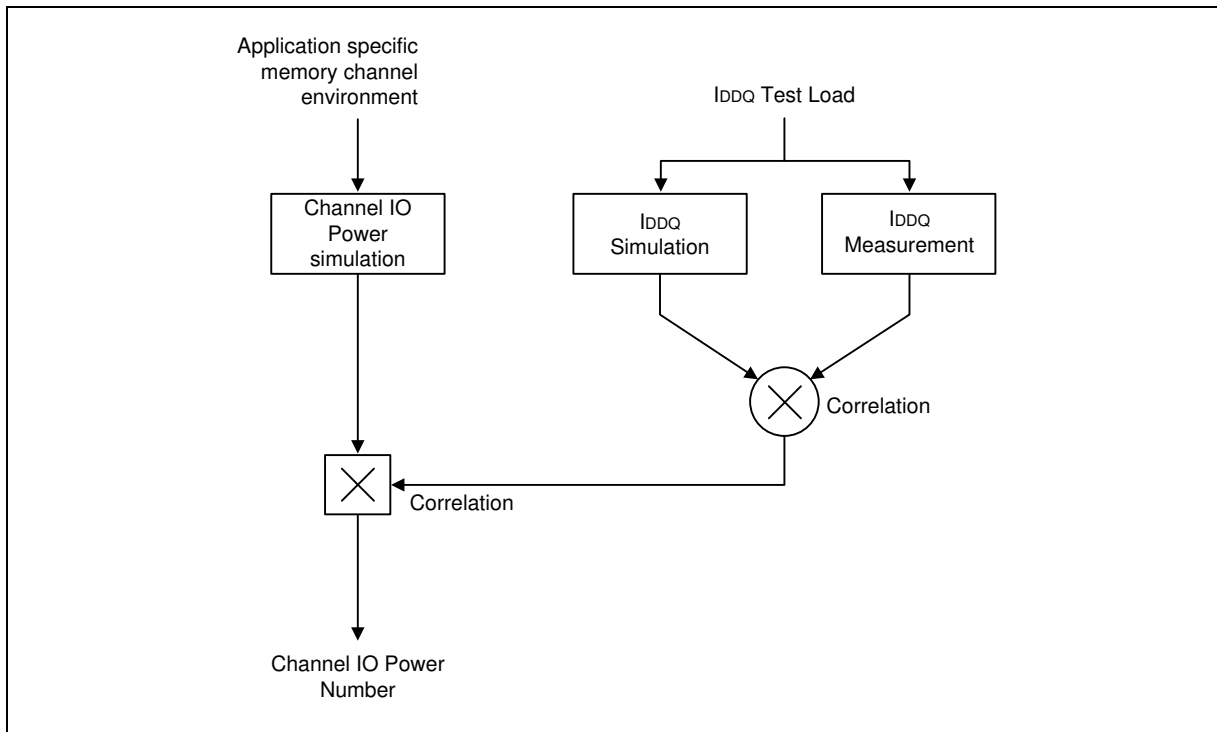 Application specific
memory channel
environment
IDDQ Test Load
Channel IO
Power
simulation
IDDQ
Simulation
IDDQ
Measurement
Correlation
Correlation
Channel IO Power
Number